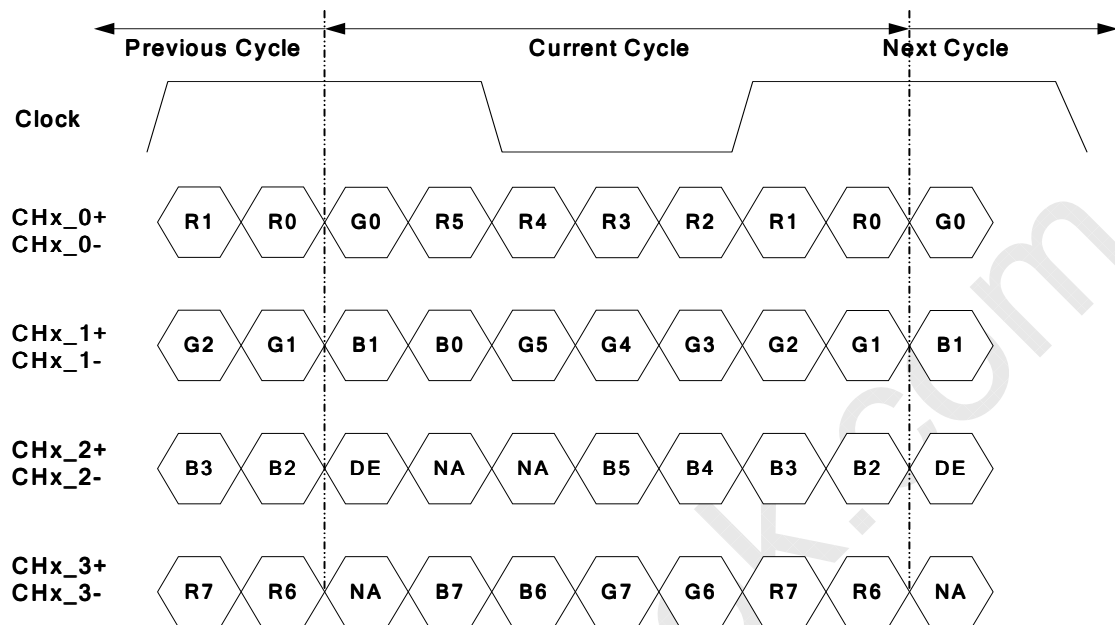 Previous Cycle Current Cycle Next Cycle
Clock
CHx_0+
CHx_0-
R1 R0 G0 R5 R4 R3 R2 R1 R0 G0
CHx_1+
CHx_1-
G2 G1 B1 B0 G5 G4 G3 G2 G1 B1
CHx_2+
CHx_2-
B3 B2 DE NA NA B5 B4 B3 B2 DE
CHx_3+
CHx_3-
R7 R6 NA B7 B6 G7 G6 R7 R6 NA
k.com